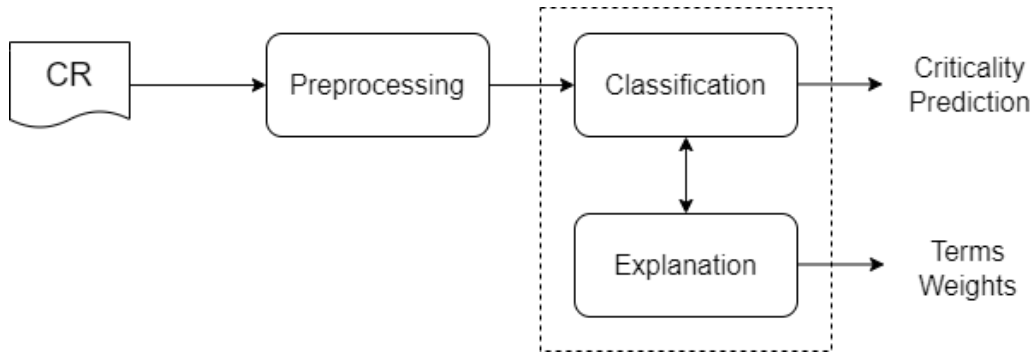 CR
Preprocessing
Classification
Criticality
Prediction
Explanation
Terms
Weights